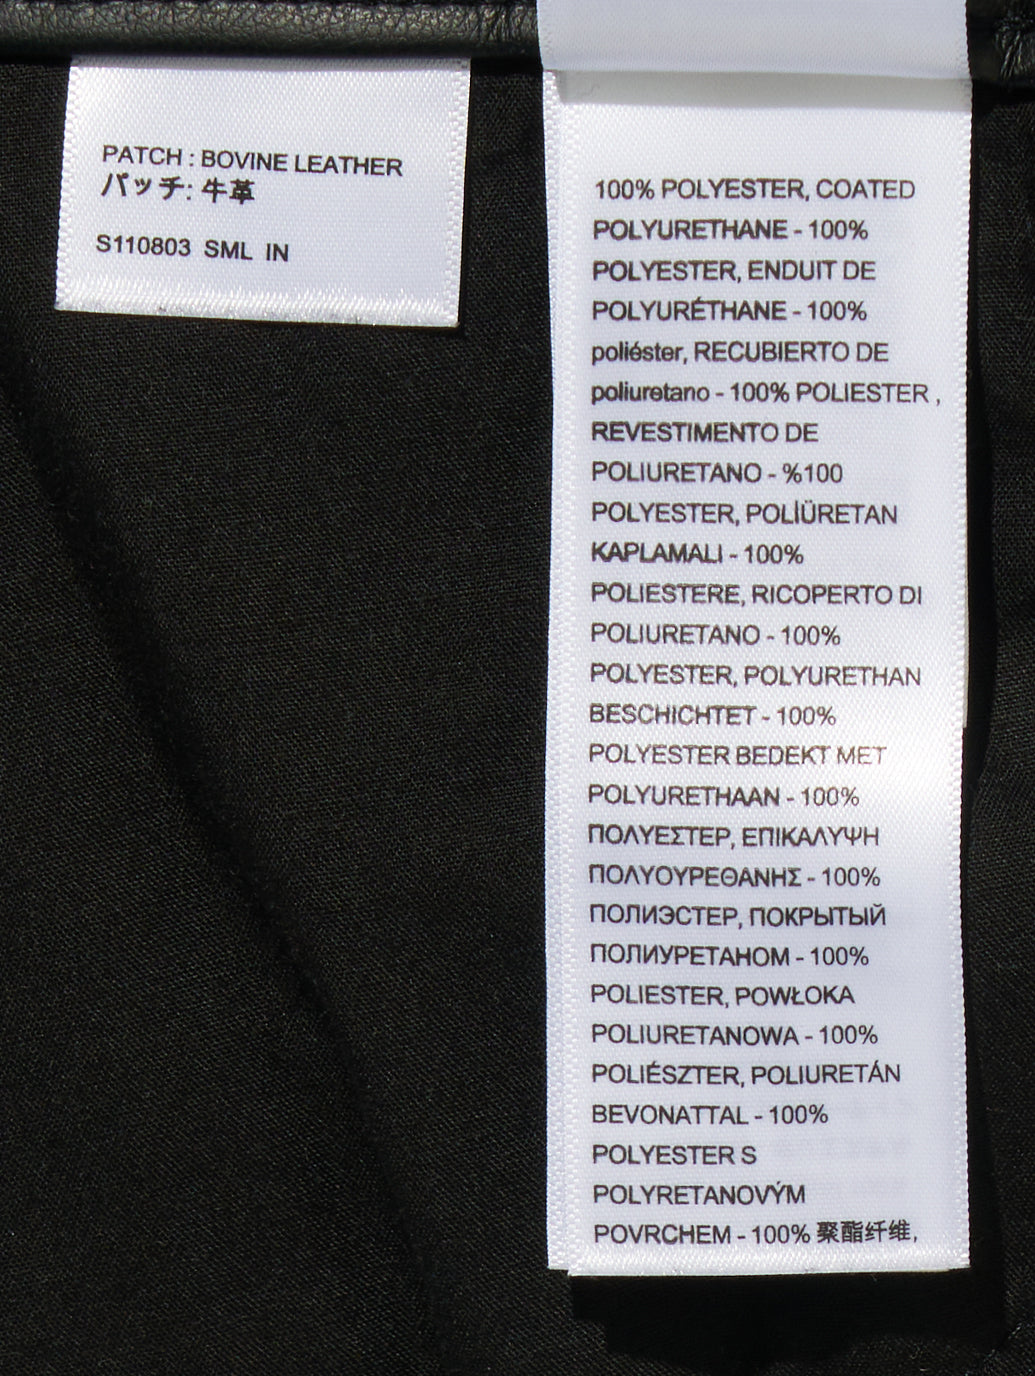 PATCH : BOVINE LEATHER
パッチ: 牛革
S110803 SML IN
100% POLYESTER, COATED
POLYURETHANE - 100%
POLYESTER, ENDUIT DE
POLYURÉTHANE - 100%
poliéster, RECUBIERTO DE
poliuretano - 100% POLIESTER ,
REVESTIMENTO DE
POLIURETANO - %100
POLYESTER, POLİÜRETAN
KAPLAMALI - 100%
POLIESTERE, RICOPERTO DI
POLIURETANO - 100%
POLYESTER, POLYURETHAN
BESCHICHTET - 100%
POLYESTER BEDEKT MET
POLYURETHAAN - 100%
ΠΟΛΥΕΣΤΕΡ, ΕΠΙΚΑΛΥΨΗ
ΠΟΛΥΟΥΡΕΘΑΝΗΣ - 100%
ПОЛИЭСТЕР, ПОКРЫТЫЙ
ПОЛИУРЕТАНОМ - 100%
POLIESTER, POWŁOKA
POLIURETANOWA - 100%
POLIÉSZTER, POLIURETÁN
BEVONATTAL - 100%
POLYESTER S
POLYRETANOVÝM
POVRCHEM - 100% 聚酯纤维,